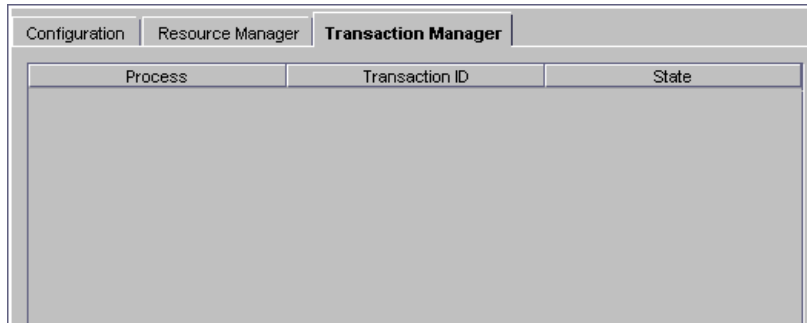 Configuration Resource Manager Transaction Manager
Process Transaction ID State